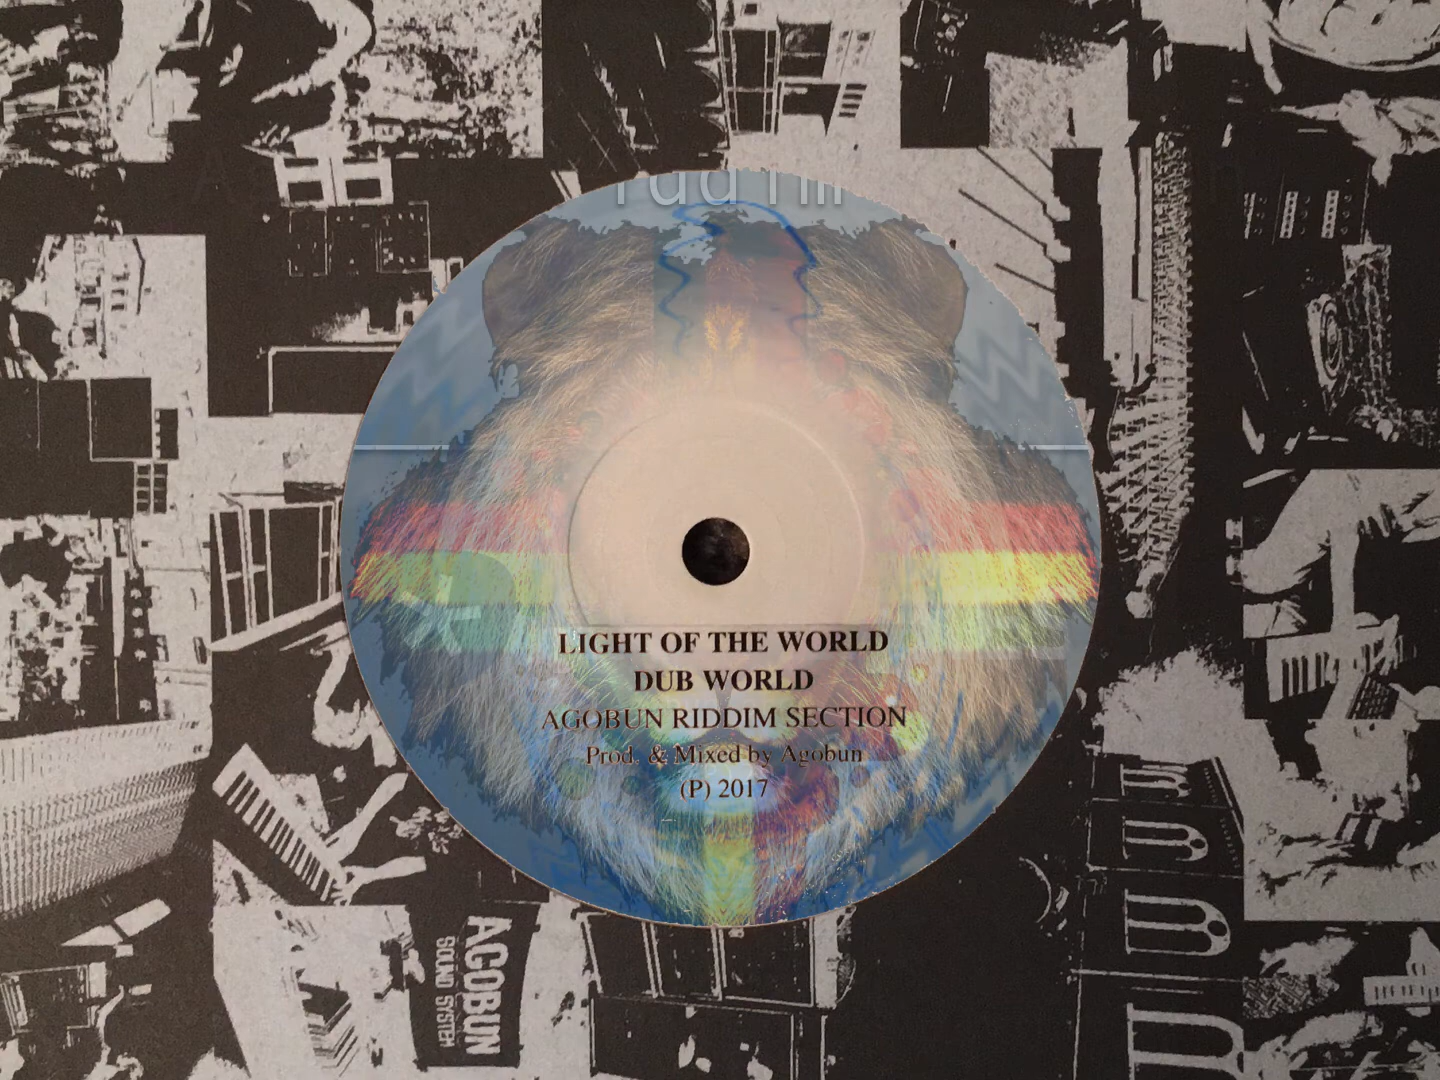 LIGHT OF THE WORLD
DUB WORLD
AGOBUN RIDDIM SECTION
Prod. & Mixed by Agobun
(P) 2017
AGOBUN
SOUND SYSTEM